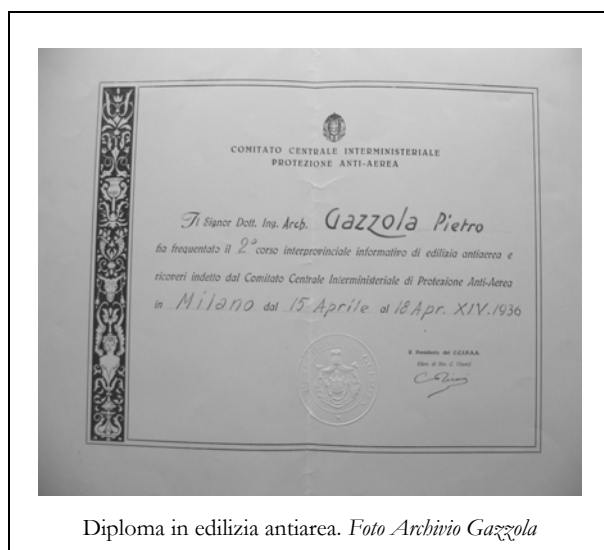 COMITATO CENTRALE INTERMINISTERIALE
PROTEZIONE ANTI-AEREA
Il Signor Dott. Ing. Arch. Gazzola Pietro
ha frequentato il 2° corso interprovinciale informativo di edilizia antiaerea e
ricoveri indetto dal Comitato Centrale Interministeriale di Protezione Anti-Aerea
in Milano dal 15 Aprile al 18 Apr. XIV. 1936
Il Presidente del C.C.I.P.A.A.
Diploma in edilizia antiarea. Foto Archivio Gazzola